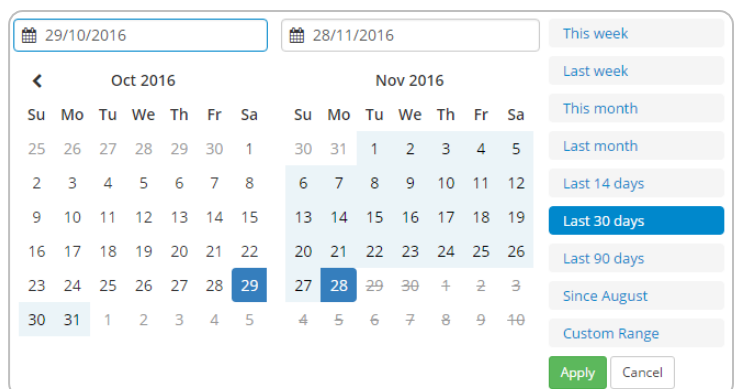 29/10/2016
28/11/2016
Oct 2016
Su Mo Tu We Th Fr Sa
25 26 27 28 29 30 1
2 3 4 5 6 7 8
9 10 11 12 13 14 15
16 17 18 19 20 21 22
23 24 25 26 27 28 29
30 31 1 2 3 4 5
Nov 2016
Su Mo Tu We Th Fr Sa
30 31 1 2 3 4 5
6 7 8 9 10 11 12
13 14 15 16 17 18 19
20 21 22 23 24 25 26
27 28 29 30 1 2 3
4 5 6 7 8 9 10
This week
Last week
This month
Last month
Last 14 days
Last 30 days
Last 90 days
Since August
Custom Range
Apply Cancel